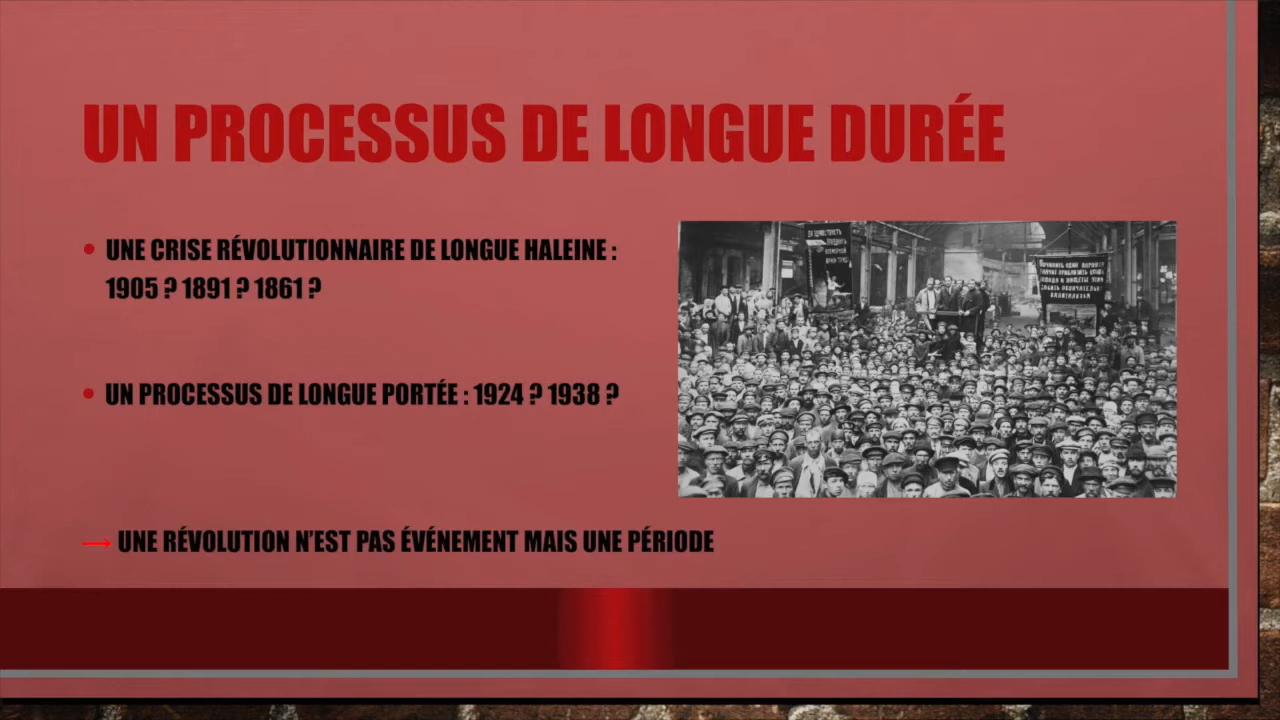 UN PROCESSUS DE LONGUE DURÉE
• UNE CRISE RÉVOLUTIONNAIRE DE LONGUE HALEINE :
1905 ? 1891 ? 1861 ?
• UN PROCESSUS DE LONGUE PORTÉE : 1924 ? 1938 ?
→ UNE RÉVOLUTION N'EST PAS ÉVÉNEMENT MAIS UNE PÉRIODE